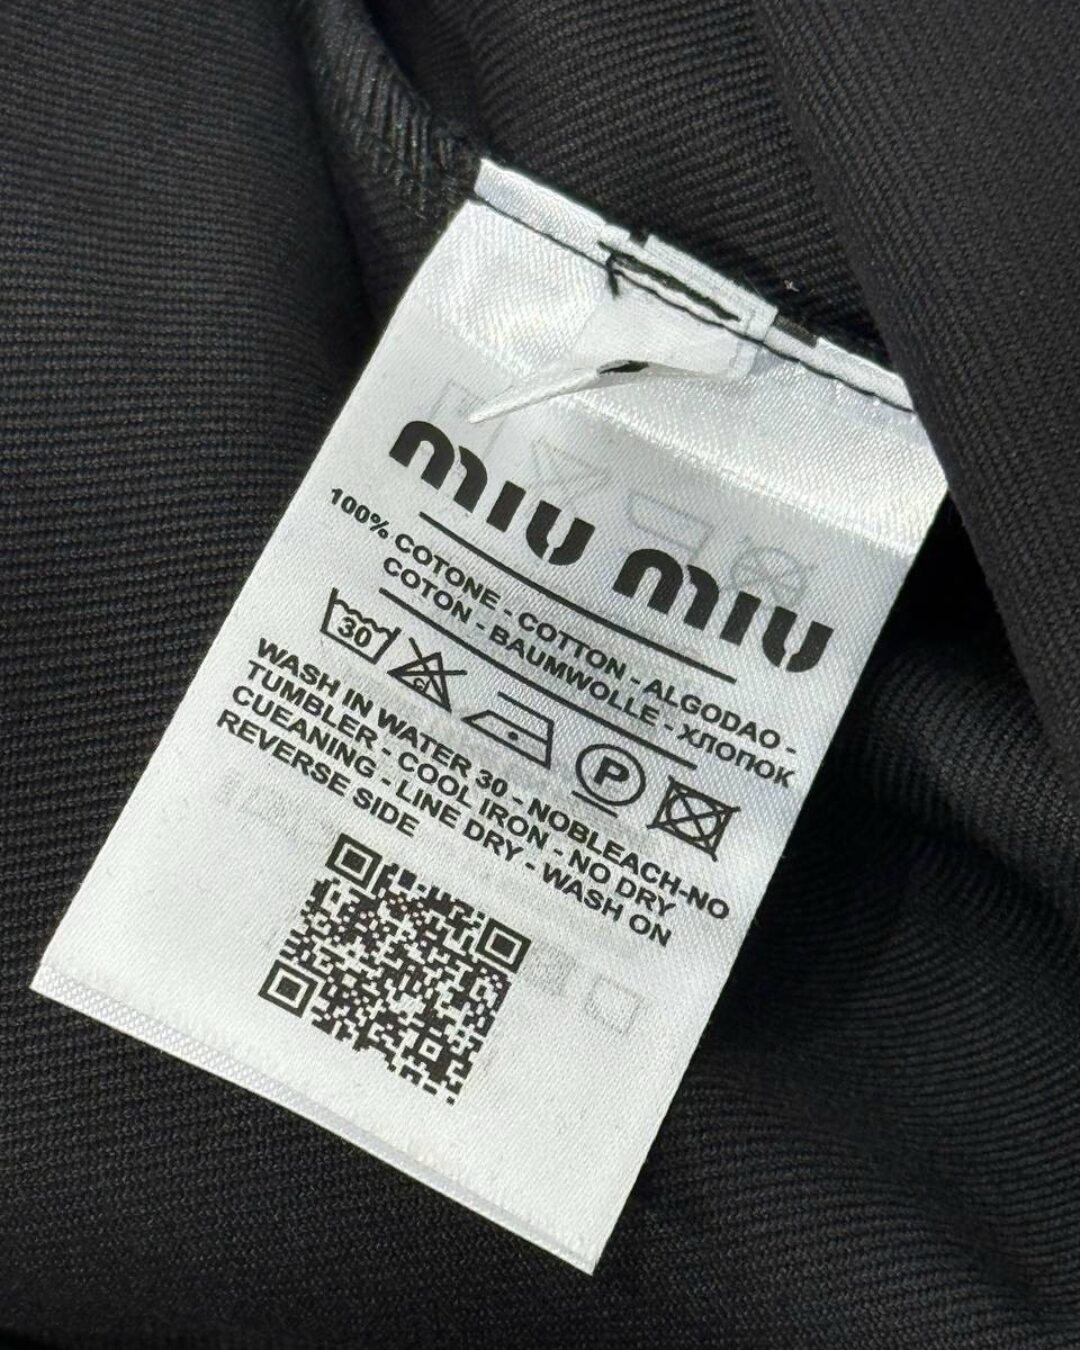 miu miu
100% COTONE - COTTON - ALGODAO -
COTON - BAUMWOLLE - ХЛОПОК
30 cl P
WASH IN WATER 30 - NOBLEACH-NO
TUMBLER - COOL IRON - NO DRY
CUEANING - LINE DRY - WASH ON
REVERSE SIDE